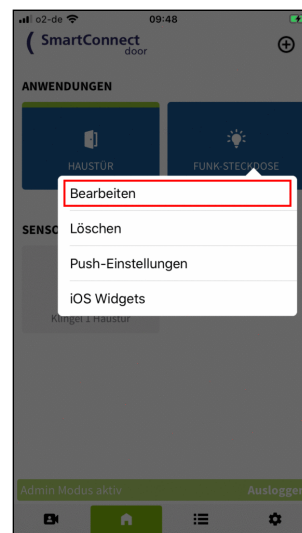 o2-de 09:48
SmartConnect
door
ANWENDUNGEN
HAUSTÜR
FUNK-STECKDOSE
Bearbeiten
Löschen
Push-Einstellungen
iOS Widgets
SENSO
Klingel 1 Haustür
Admin Modus aktiv Ausloggen